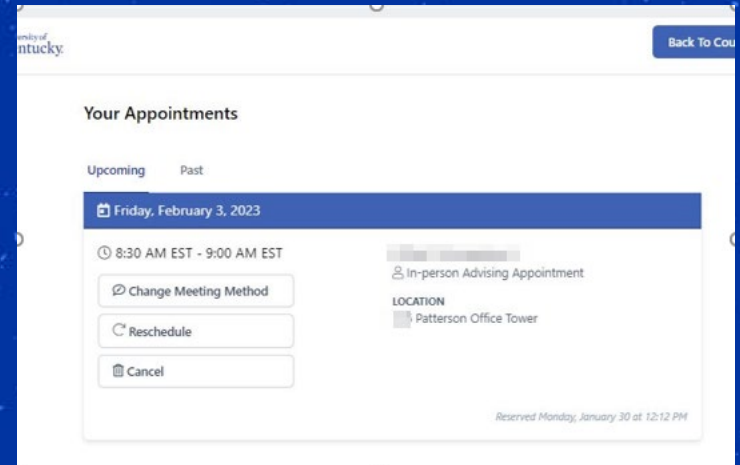 ntucky.
Back To Cou
Your Appointments
Upcoming Past
Friday, February 3, 2023
8:30 AM EST - 9:00 AM EST
In-person Advising Appointment
Change Meeting Method
LOCATION
Patterson Office Tower
Reschedule
Cancel
Reserved Monday, January 30 at 12:12 PM